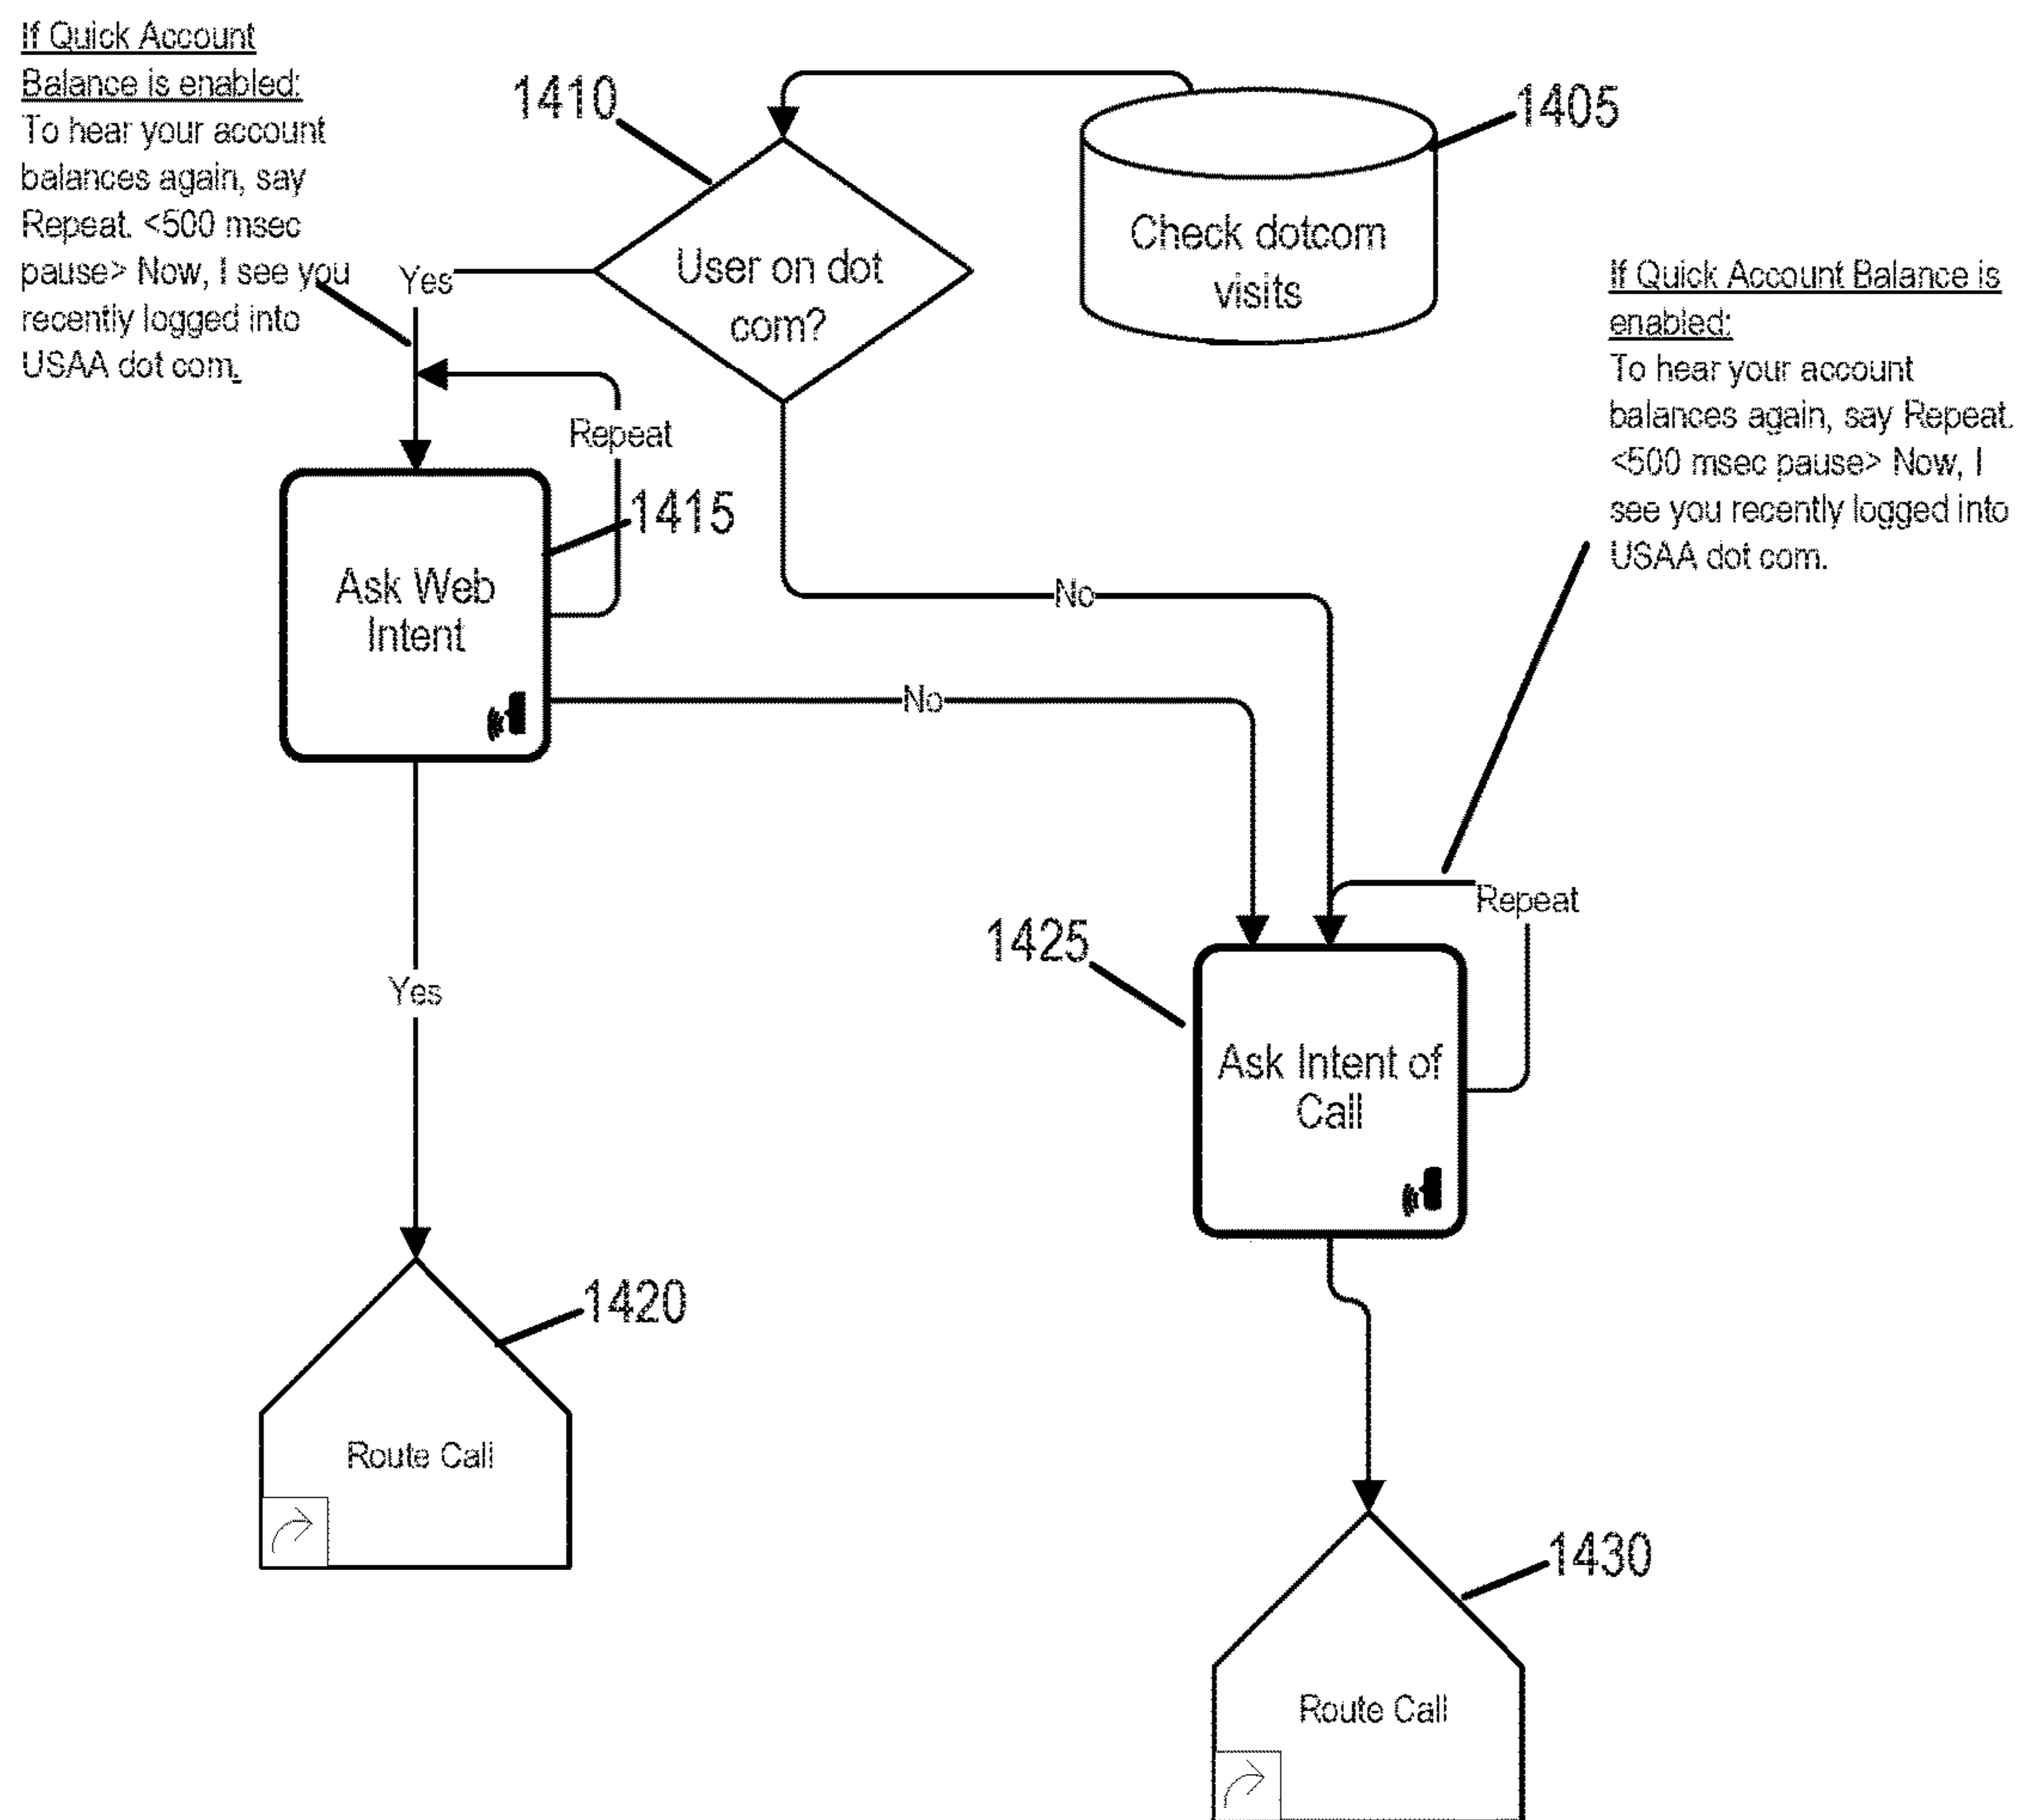 If Quick Account
Balance is enabled:
To hear your account
balances again, say
Repeat. <500 msec
pause> Now, I see you
recently logged into
USAA dot com.
1410
1405
Check dotcom
visits
User on dot
com?
Yes
Repeat
If Quick Account Balance is
enabled:
To hear your account
balances again, say Repeat.
<500 msec pause> Now, I
see you recently logged into
USAA dot com.
1415
Ask Web
Intent
No
No
Repeat
1425
Yes
Ask Intent of
Call
1420
Route Call
1430
Route Call